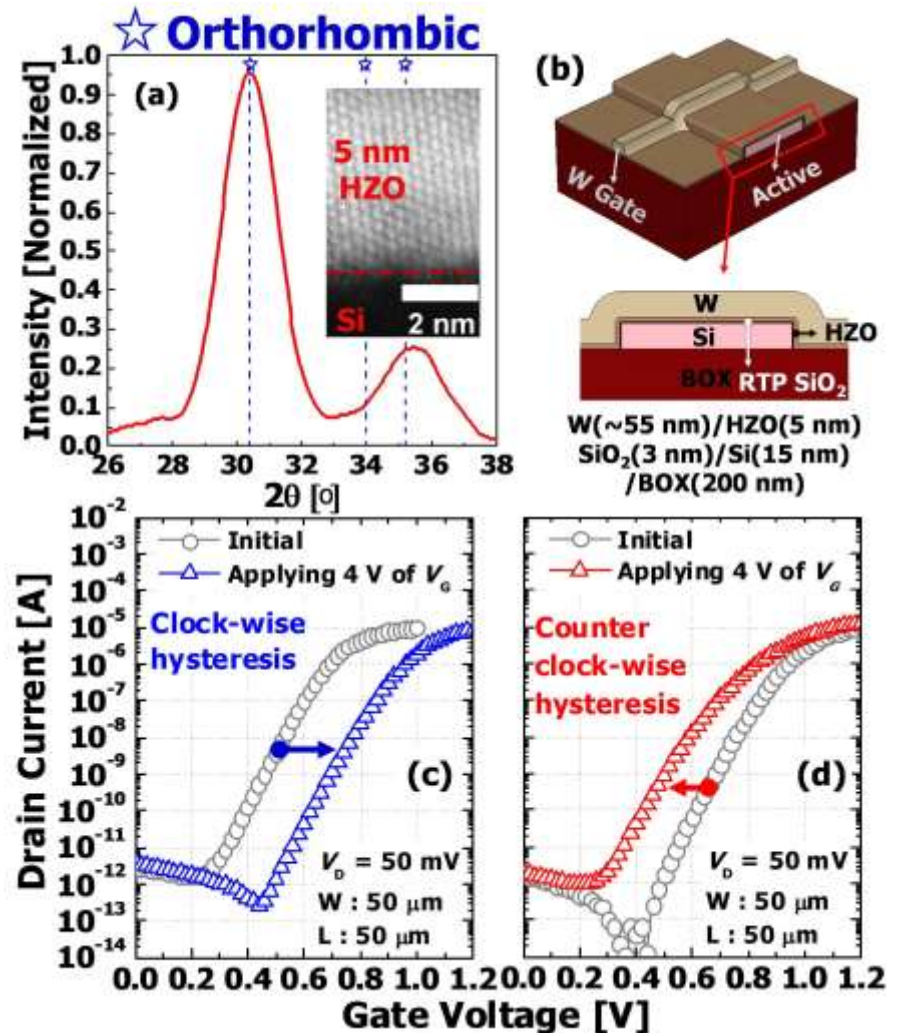 ☆ Orthorhombic
(a)
5 nm
HZO
Si
2 nm
Intensity [Normalized]
1.0
0.9
0.8
0.7
0.6
0.5
0.4
0.3
0.2
0.1
0.0
26 28 30 32 34 36 38
2θ [o]
(b)
W Gate
Active
W
Si
HZO
BOX
RTP SiO₂
W(~55 nm)/HZO(5 nm)
SiO₂(3 nm)/Si(15 nm)
/BOX(200 nm)
Drain Current [A]
10⁻²
10⁻³
10⁻⁴
10⁻⁵
10⁻⁶
10⁻⁷
10⁻⁸
10⁻⁹
10⁻¹⁰
10⁻¹¹
10⁻¹²
10⁻¹³
10⁻¹⁴
Initial
Applying 4 V of V_G
Clock-wise
hysteresis
(c)
V_D = 50 mV
W : 50 μm
L : 50 μm
0.0 0.2 0.4 0.6 0.8 1.0 1.2
Initial
Applying 4 V of V_G
Counter
clock-wise
hysteresis
(d)
V_D = 50 mV
W : 50 μm
L : 50 μm
0.0 0.2 0.4 0.6 0.8 1.0 1.2
Gate Voltage [V]